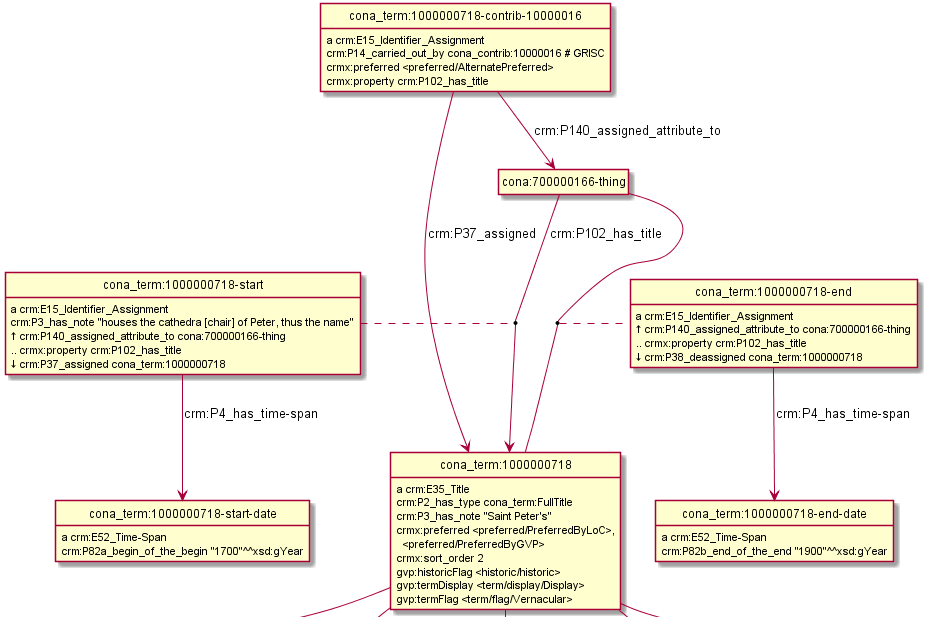 cona_term:1000000718-contrib-10000016
a crm:E15_Identifier_Assignment
crm:P14_carried_out_by cona_contrib:10000016 # GRISC
crmx:preferred <preferred/AlternatePreferred>
crmx:property crm:P102_has_title
crm:P140_assigned_attribute_to
cona:700000166-thing
crm:P37_assigned
crm:P102_has_title
cona_term:1000000718-start
a crm:E15_Identifier_Assignment
crm:P3_has_note "houses the cathedra [chair] of Peter, thus the name"
↑ crm:P140_assigned_attribute_to cona:700000166-thing
.. crmx:property crm:P102_has_title
↓ crm:P37_assigned cona_term:1000000718
cona_term:1000000718-end
a crm:E15_Identifier_Assignment
↑ crm:P140_assigned_attribute_to cona:700000166-thing
.. crmx:property crm:P102_has_title
↓ crm:P38_deassigned cona_term:1000000718
crm:P4_has_time-span
crm:P4_has_time-span
cona_term:1000000718
a crm:E35_Title
crm:P2_has_type cona_term:FullTitle
crm:P3_has_note "Saint Peter's"
crmx:preferred <preferred/PreferredByLoC>,
<preferred/PreferredByGVP>
crmx:sort_order 2
gvp:historicFlag <historic/historic>
gvp:termDisplay <term/display/Display>
gvp:termFlag <term/flag/Vernacular>
cona_term:1000000718-start-date
a crm:E52_Time-Span
crm:P82a_begin_of_the_begin "1700"^^xsd:gYear
cona_term:1000000718-end-date
a crm:E52_Time-Span
crm:P82b_end_of_the_end "1900"^^xsd:gYear